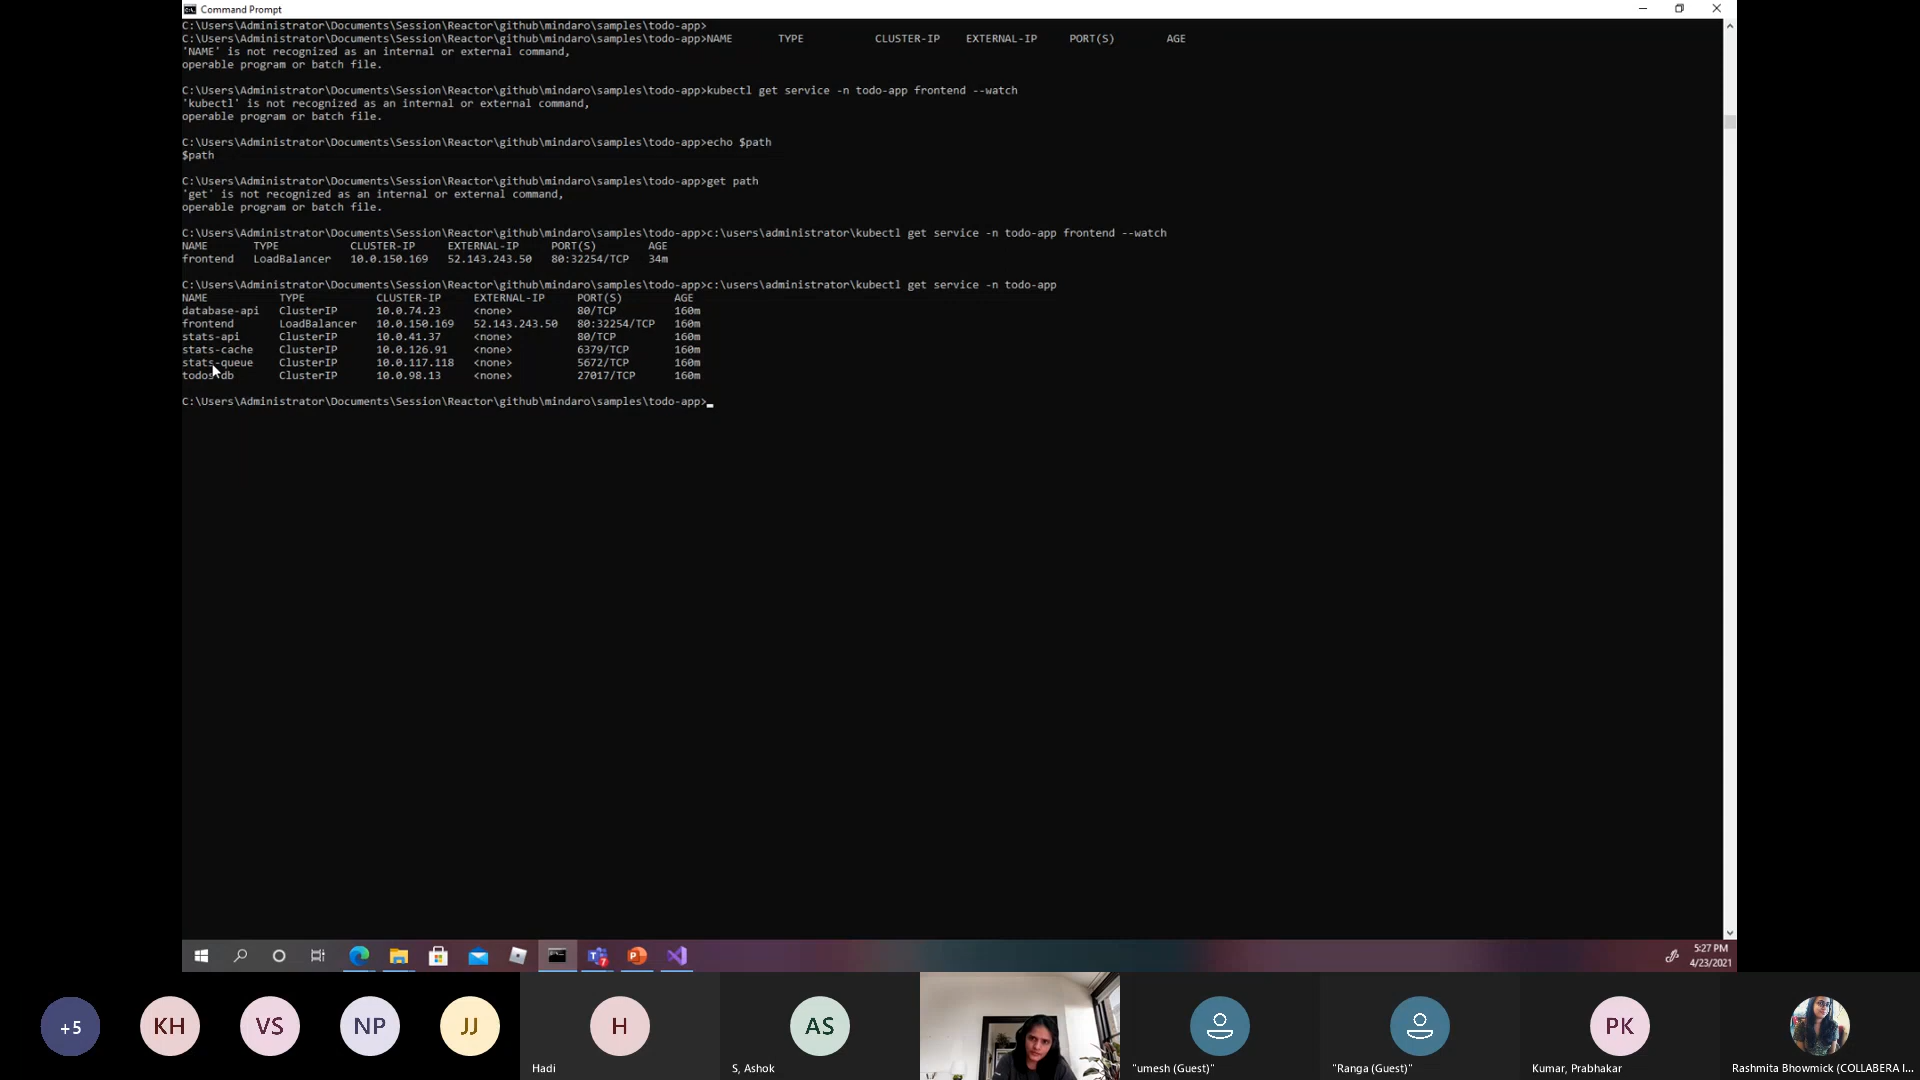 Command Prompt
C:\Users\Administrator\Documents\Session\Reactor\github\mindaro\samples\todo-app>
C:\Users\Administrator\Documents\Session\Reactor\github\mindaro\samples\todo-app>NAME TYPE CLUSTER-IP EXTERNAL-IP PORT(S) AGE
'NAME' is not recognized as an internal or external command,
operable program or batch file.
C:\Users\Administrator\Documents\Session\Reactor\github\mindaro\samples\todo-app>kubectl get service -n todo-app frontend --watch
'kubectl' is not recognized as an internal or external command,
operable program or batch file.
C:\Users\Administrator\Documents\Session\Reactor\github\mindaro\samples\todo-app>echo $path
$path
C:\Users\Administrator\Documents\Session\Reactor\github\mindaro\samples\todo-app>get path
'get' is not recognized as an internal or external command,
operable program or batch file.
C:\Users\Administrator\Documents\Session\Reactor\github\mindaro\samples\todo-app>c:\users\administrator\kubectl get service -n todo-app frontend --watch
NAME TYPE CLUSTER-IP EXTERNAL-IP PORT(S) AGE
frontend LoadBalancer 10.0.150.169 52.143.243.50 80:32254/TCP 34m
C:\Users\Administrator\Documents\Session\Reactor\github\mindaro\samples\todo-app>c:\users\administrator\kubectl get service -n todo-app
NAME TYPE CLUSTER-IP EXTERNAL-IP PORT(S) AGE
database-api ClusterIP 10.0.74.23 <none> 80/TCP 160m
frontend LoadBalancer 10.0.150.169 52.143.243.50 80:32254/TCP 160m
stats-api ClusterIP 10.0.41.37 <none> 80/TCP 160m
stats-cache ClusterIP 10.0.126.91 <none> 6379/TCP 160m
stats-queue ClusterIP 10.0.117.118 <none> 5672/TCP 160m
todos-db ClusterIP 10.0.98.13 <none> 27017/TCP 160m
C:\Users\Administrator\Documents\Session\Reactor\github\mindaro\samples\todo-app>
5:27 PM
4/23/2021
+5 KH VS NP JJ H AS PK
Hadi S, Ashok "umesh (Guest)" "Ranga (Guest)" Kumar, Prabhakar Rashmita Bhowmick (COLLABERA I...